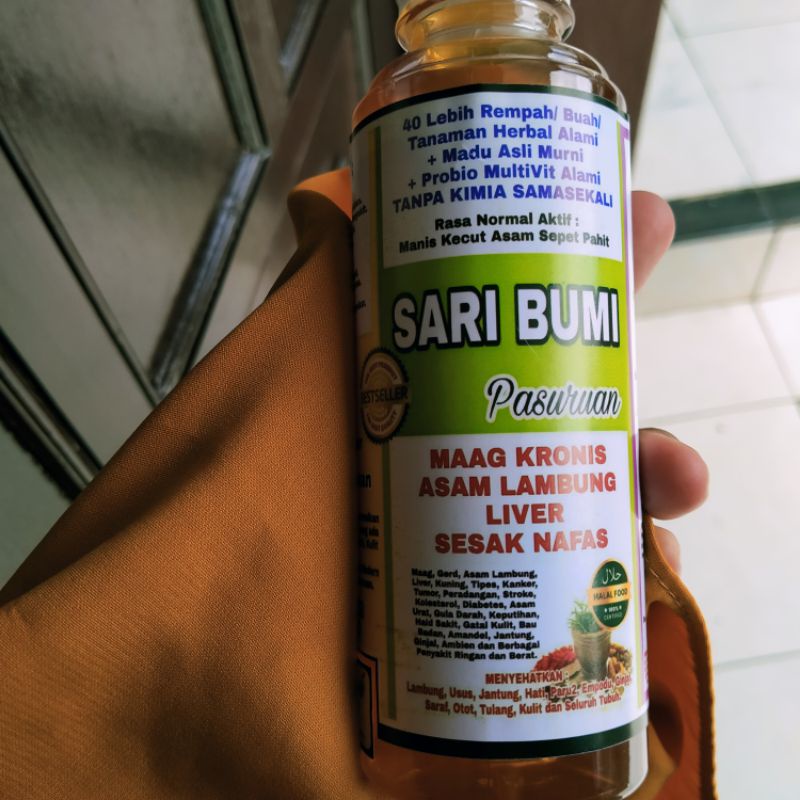 40 Lebih Rempah/ Buah/
Tanaman Herbal Alami
+ Madu Asli Murni
+ Probio MultiVit Alami
TANPA KIMIA SAMASEKALI
Rasa Normal Aktif :
Manis Kecut Asam Sepet Pahit
SARI BUMI
Pasuruan
BESTSELLER
MAAG KRONIS
ASAM LAMBUNG
LIVER
SESAK NAFAS
Maag, Gerd, Asam Lambung,
Liver, Kuning, Tipes, Kanker,
Tumor, Peradangan, Stroke,
Kolesterol, Diabetes, Asam
Urat, Gula Darah, Keputihan,
Haid Sakit, Gatal Kulit, Bau
Badan, Amandel, Jantung,
Ginjal, Ambien dan Berbagai
Penyakit Ringan dan Berat.
حلال
HALAL FOOD
100%
CERTIFIED
MENYEHATKAN
Lambung, Usus, Jantung, Hati, Paru2, Empedu, Ginjal,
Saraf, Otot, Tulang, Kulit dan Seluruh Tubuh.